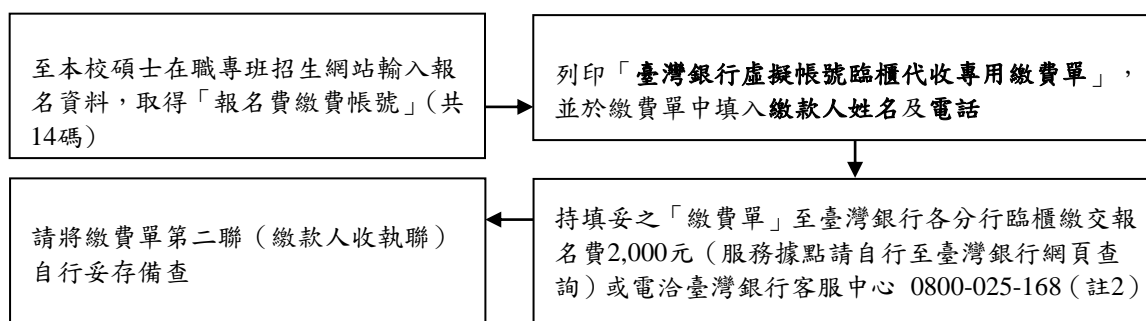 至本校碩士在職專班招生網站輸入報
名資料，取得「報名費繳費帳號」（共
14碼）
列印「臺灣銀行虛擬帳號臨櫃代收專用繳費單」，
並於繳費單中填入繳款人姓名及電話
持填妥之「繳費單」至臺灣銀行各分行臨櫃繳交報
名費2,000元（服務據點請自行至臺灣銀行網頁查
詢）或電洽臺灣銀行客服中心 0800-025-168（註2）
請將繳費單第二聯（繳款人收執聯）
自行妥存備查